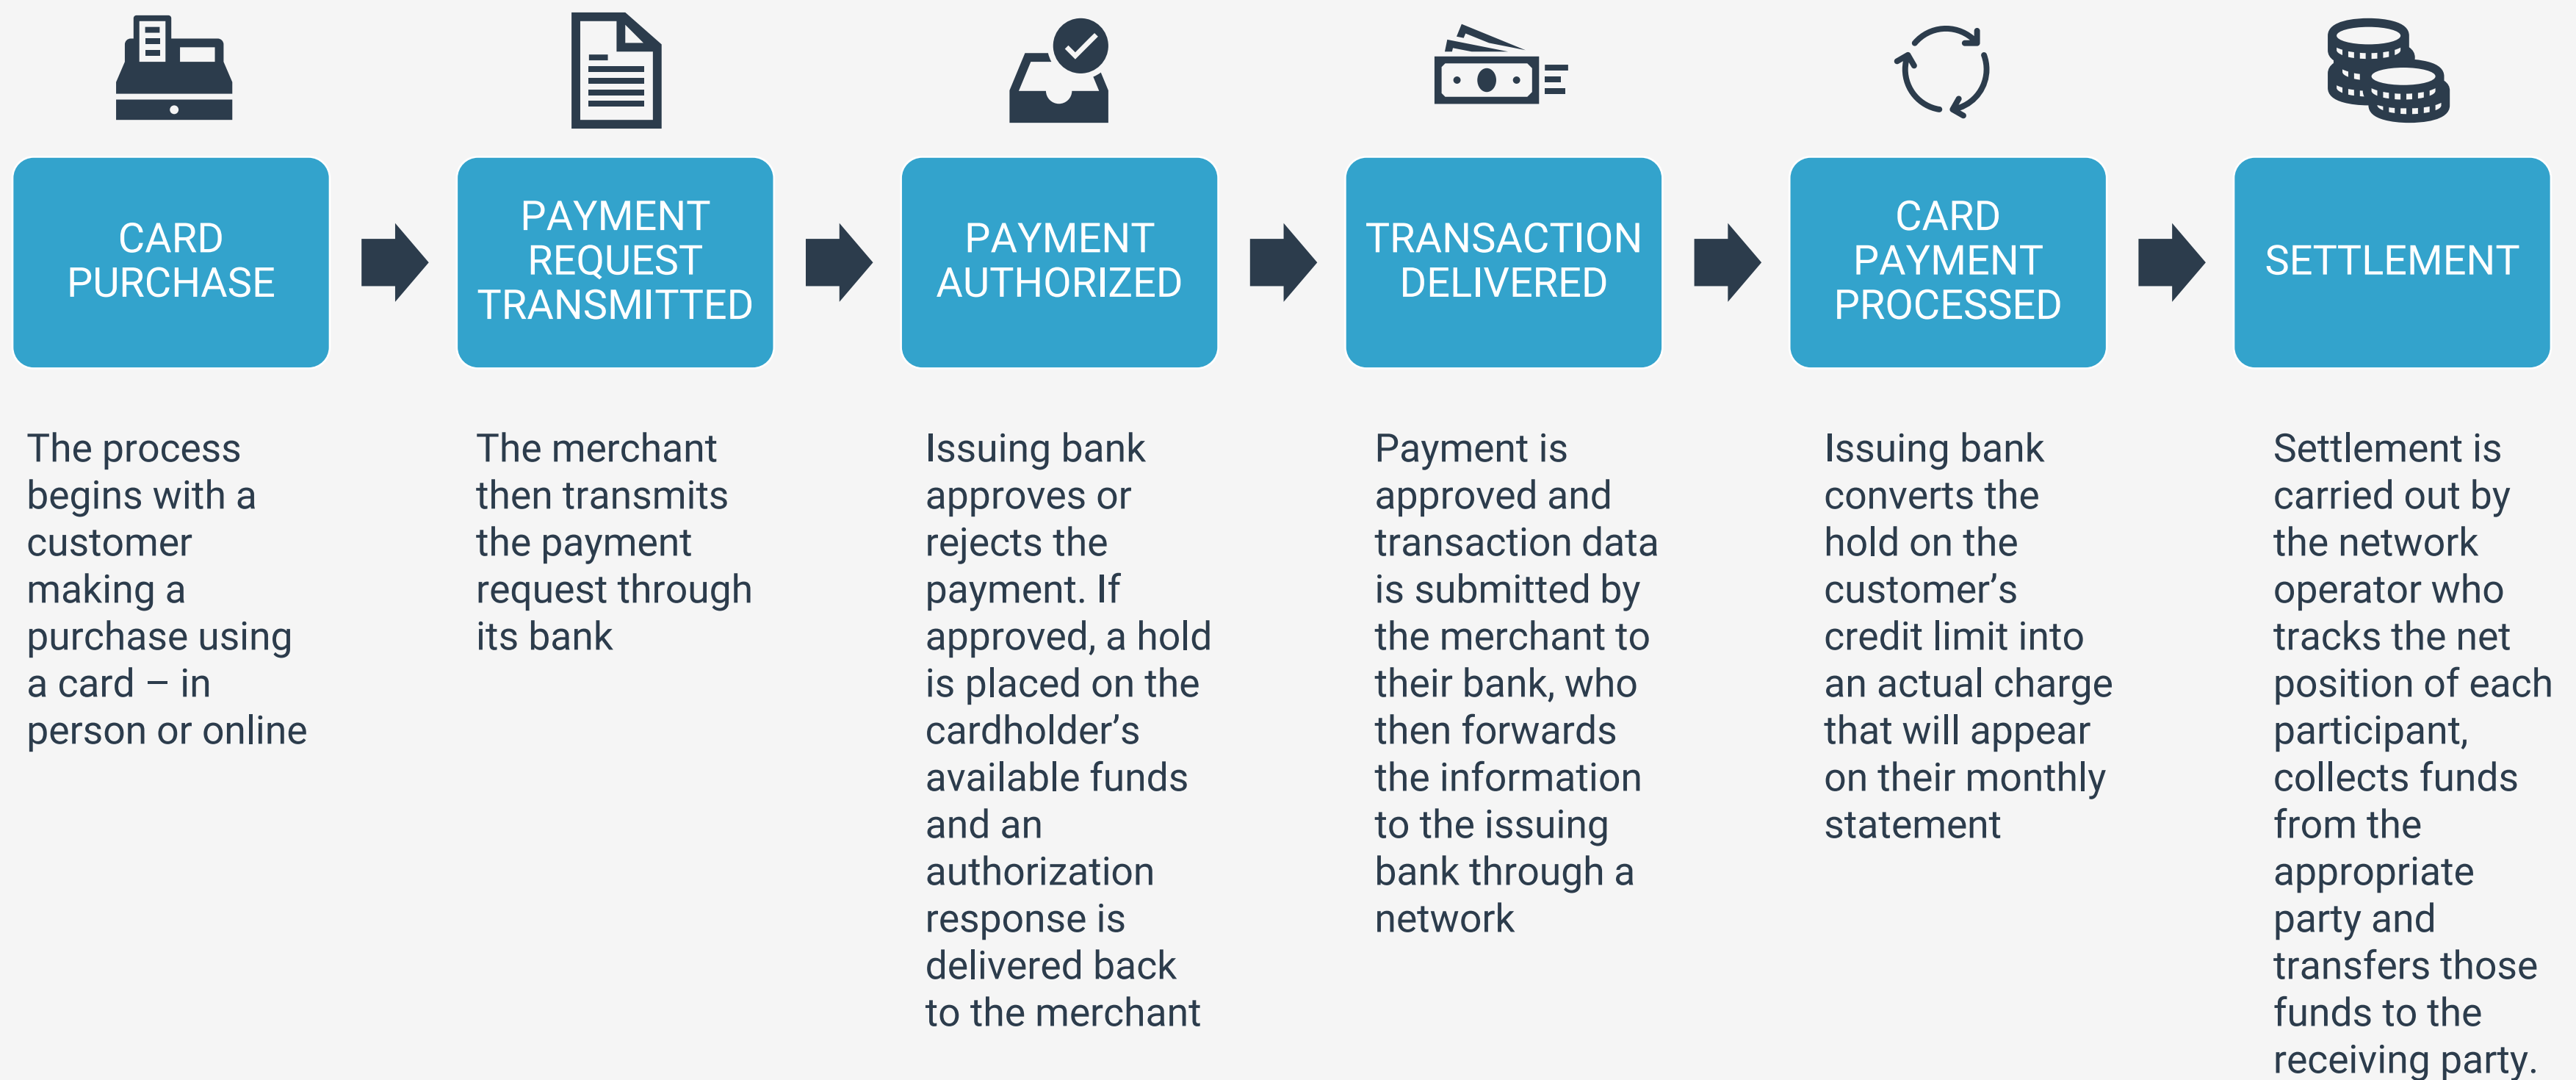 CARD
PURCHASE
PAYMENT
REQUEST
TRANSMITTED
PAYMENT
AUTHORIZED
TRANSACTION
DELIVERED
CARD
PAYMENT
PROCESSED
SETTLEMENT
The process
begins with a
customer
making a
purchase using
a card – in
person or online
The merchant
then transmits
the payment
request through
its bank
Issuing bank
approves or
rejects the
payment. If
approved, a hold
is placed on the
cardholder’s
available funds
and an
authorization
response is
delivered back
to the merchant
Payment is
approved and
transaction data
is submitted by
the merchant to
their bank, who
then forwards
the information
to the issuing
bank through a
network
Issuing bank
converts the
hold on the
customer’s
credit limit into
an actual charge
that will appear
on their monthly
statement
Settlement is
carried out by
the network
operator who
tracks the net
position of each
participant,
collects funds
from the
appropriate
party and
transfers those
funds to the
receiving party.